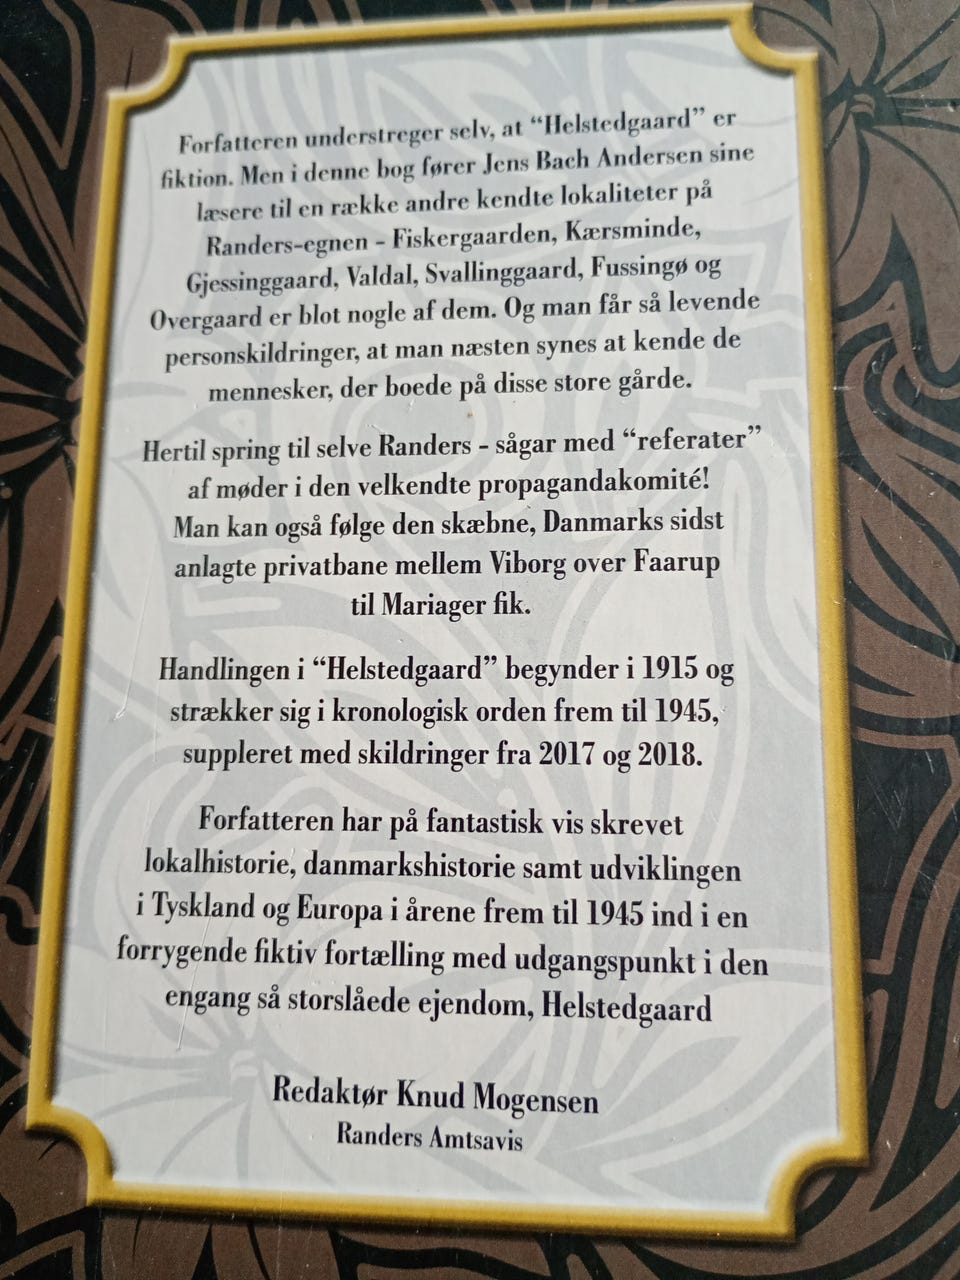 Forfatteren understreger selv, at “Helstedgaard” er
fiktion. Men i denne bog fører Jens Bach Andersen sine
læsere til en række andre kendte lokaliteter på
Randers-egnen - Fiskergaarden, Kærsminde,
Gjessinggaard, Valdal, Svallinggaard, Fussingø og
Overgaard er blot nogle af dem. Og man får så levende
personskildringer, at man næsten synes at kende de
mennesker, der boede på disse store gårde.
Hertil spring til selve Randers - sågar med “referater”
af møder i den velkendte propagandakomité!
Man kan også følge den skæbne, Danmarks sidst
anlagte privatbane mellem Viborg over Faarup
til Mariager fik.
Handlingen i “Helstedgaard” begynder i 1915 og
strækker sig i kronologisk orden frem til 1945,
suppleret med skildringer fra 2017 og 2018.
Forfatteren har på fantastisk vis skrevet
lokalhistorie, danmarkshistorie samt udviklingen
i Tyskland og Europa i årene frem til 1945 ind i en
forrygende fiktiv fortælling med udgangspunkt i den
engang så storslåede ejendom, Helstedgaard
Redaktør Knud Mogensen
Randers Amtsavis